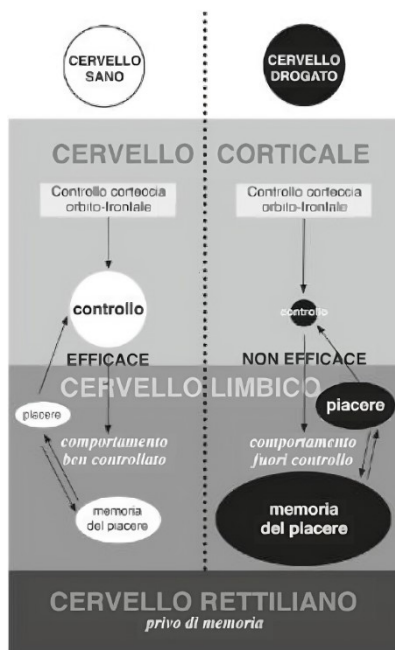 CERVELLO
SANO
CERVELLO
DROGATO
CERVELLO CORTICALE
Controllo corteccia
orbito-frontale
Controllo corteccia
orbito-frontale
controllo
controllo
EFFICACE
NON EFFICACE
CERVELLO LIMBICO
piacere
piacere
comportamento
ben controllato
comportamento
fuori controllo
memoria
del piacere
memoria
del piacere
CERVELLO RETTILIANO
privo di memoria